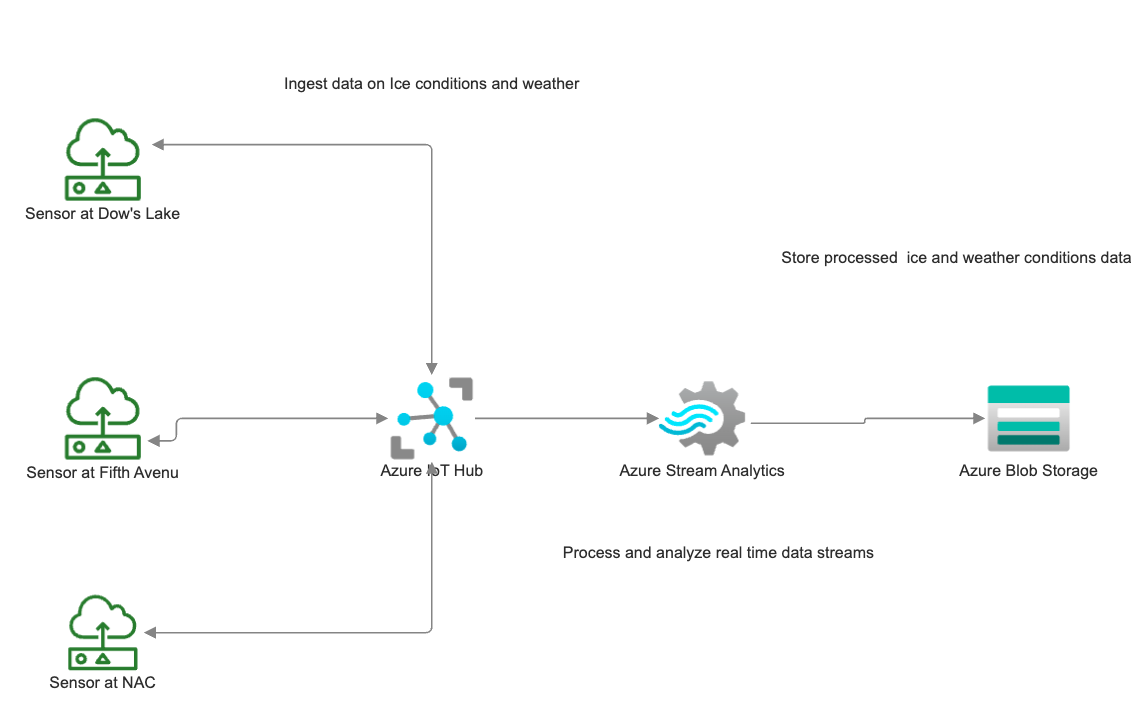 Ingest data on Ice conditions and weather
Sensor at Dow's Lake
Store processed  ice and weather conditions data
Sensor at Fifth Avenu
Azure IoT Hub
Azure Stream Analytics
Azure Blob Storage
Process and analyze real time data streams
Sensor at NAC